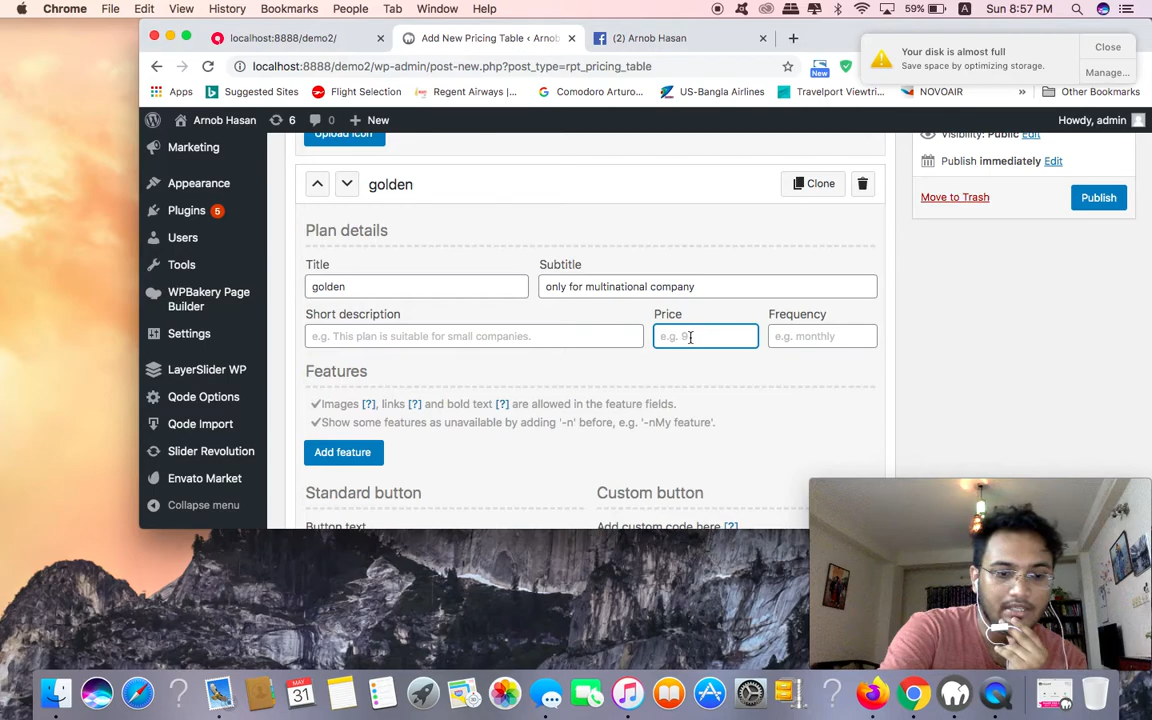 Chrome File Edit View History Bookmarks People Tab Window Help 59% A Sun 8:57 PM
localhost:8888/demo2/ Add New Pricing Table ‹ Arnob (2) Arnob Hasan
Your disk is almost full
Save space by optimizing storage.
Close
Manage...
localhost:8888/demo2/wp-admin/post-new.php?post_type=rpt_pricing_table
New
Apps Suggested Sites Flight Selection Regent Airways |... Comodoro Arturo... US-Bangla Airlines Travelport Viewtri... NOVOAIR » Other Bookmarks
Arnob Hasan 6 0 New Howdy, admin
Marketing
Appearance
Plugins 5
Users
Tools
WPBakery Page
Builder
Settings
LayerSlider WP
Qode Options
Qode Import
Slider Revolution
Envato Market
Collapse menu
Upload Icon
golden
Clone
Plan details
Title Subtitle
golden only for multinational company
Short description Price Frequency
e.g. This plan is suitable for small companies. e.g. 9 e.g. monthly
Features
Images [?], links [?] and bold text [?] are allowed in the feature fields.
Show some features as unavailable by adding '-n' before, e.g. '-nMy feature'.
Add feature
Standard button Custom button
Button text Add custom code here [?]
Visibility: Public Edit
Publish immediately Edit
Move to Trash Publish
MAY
31